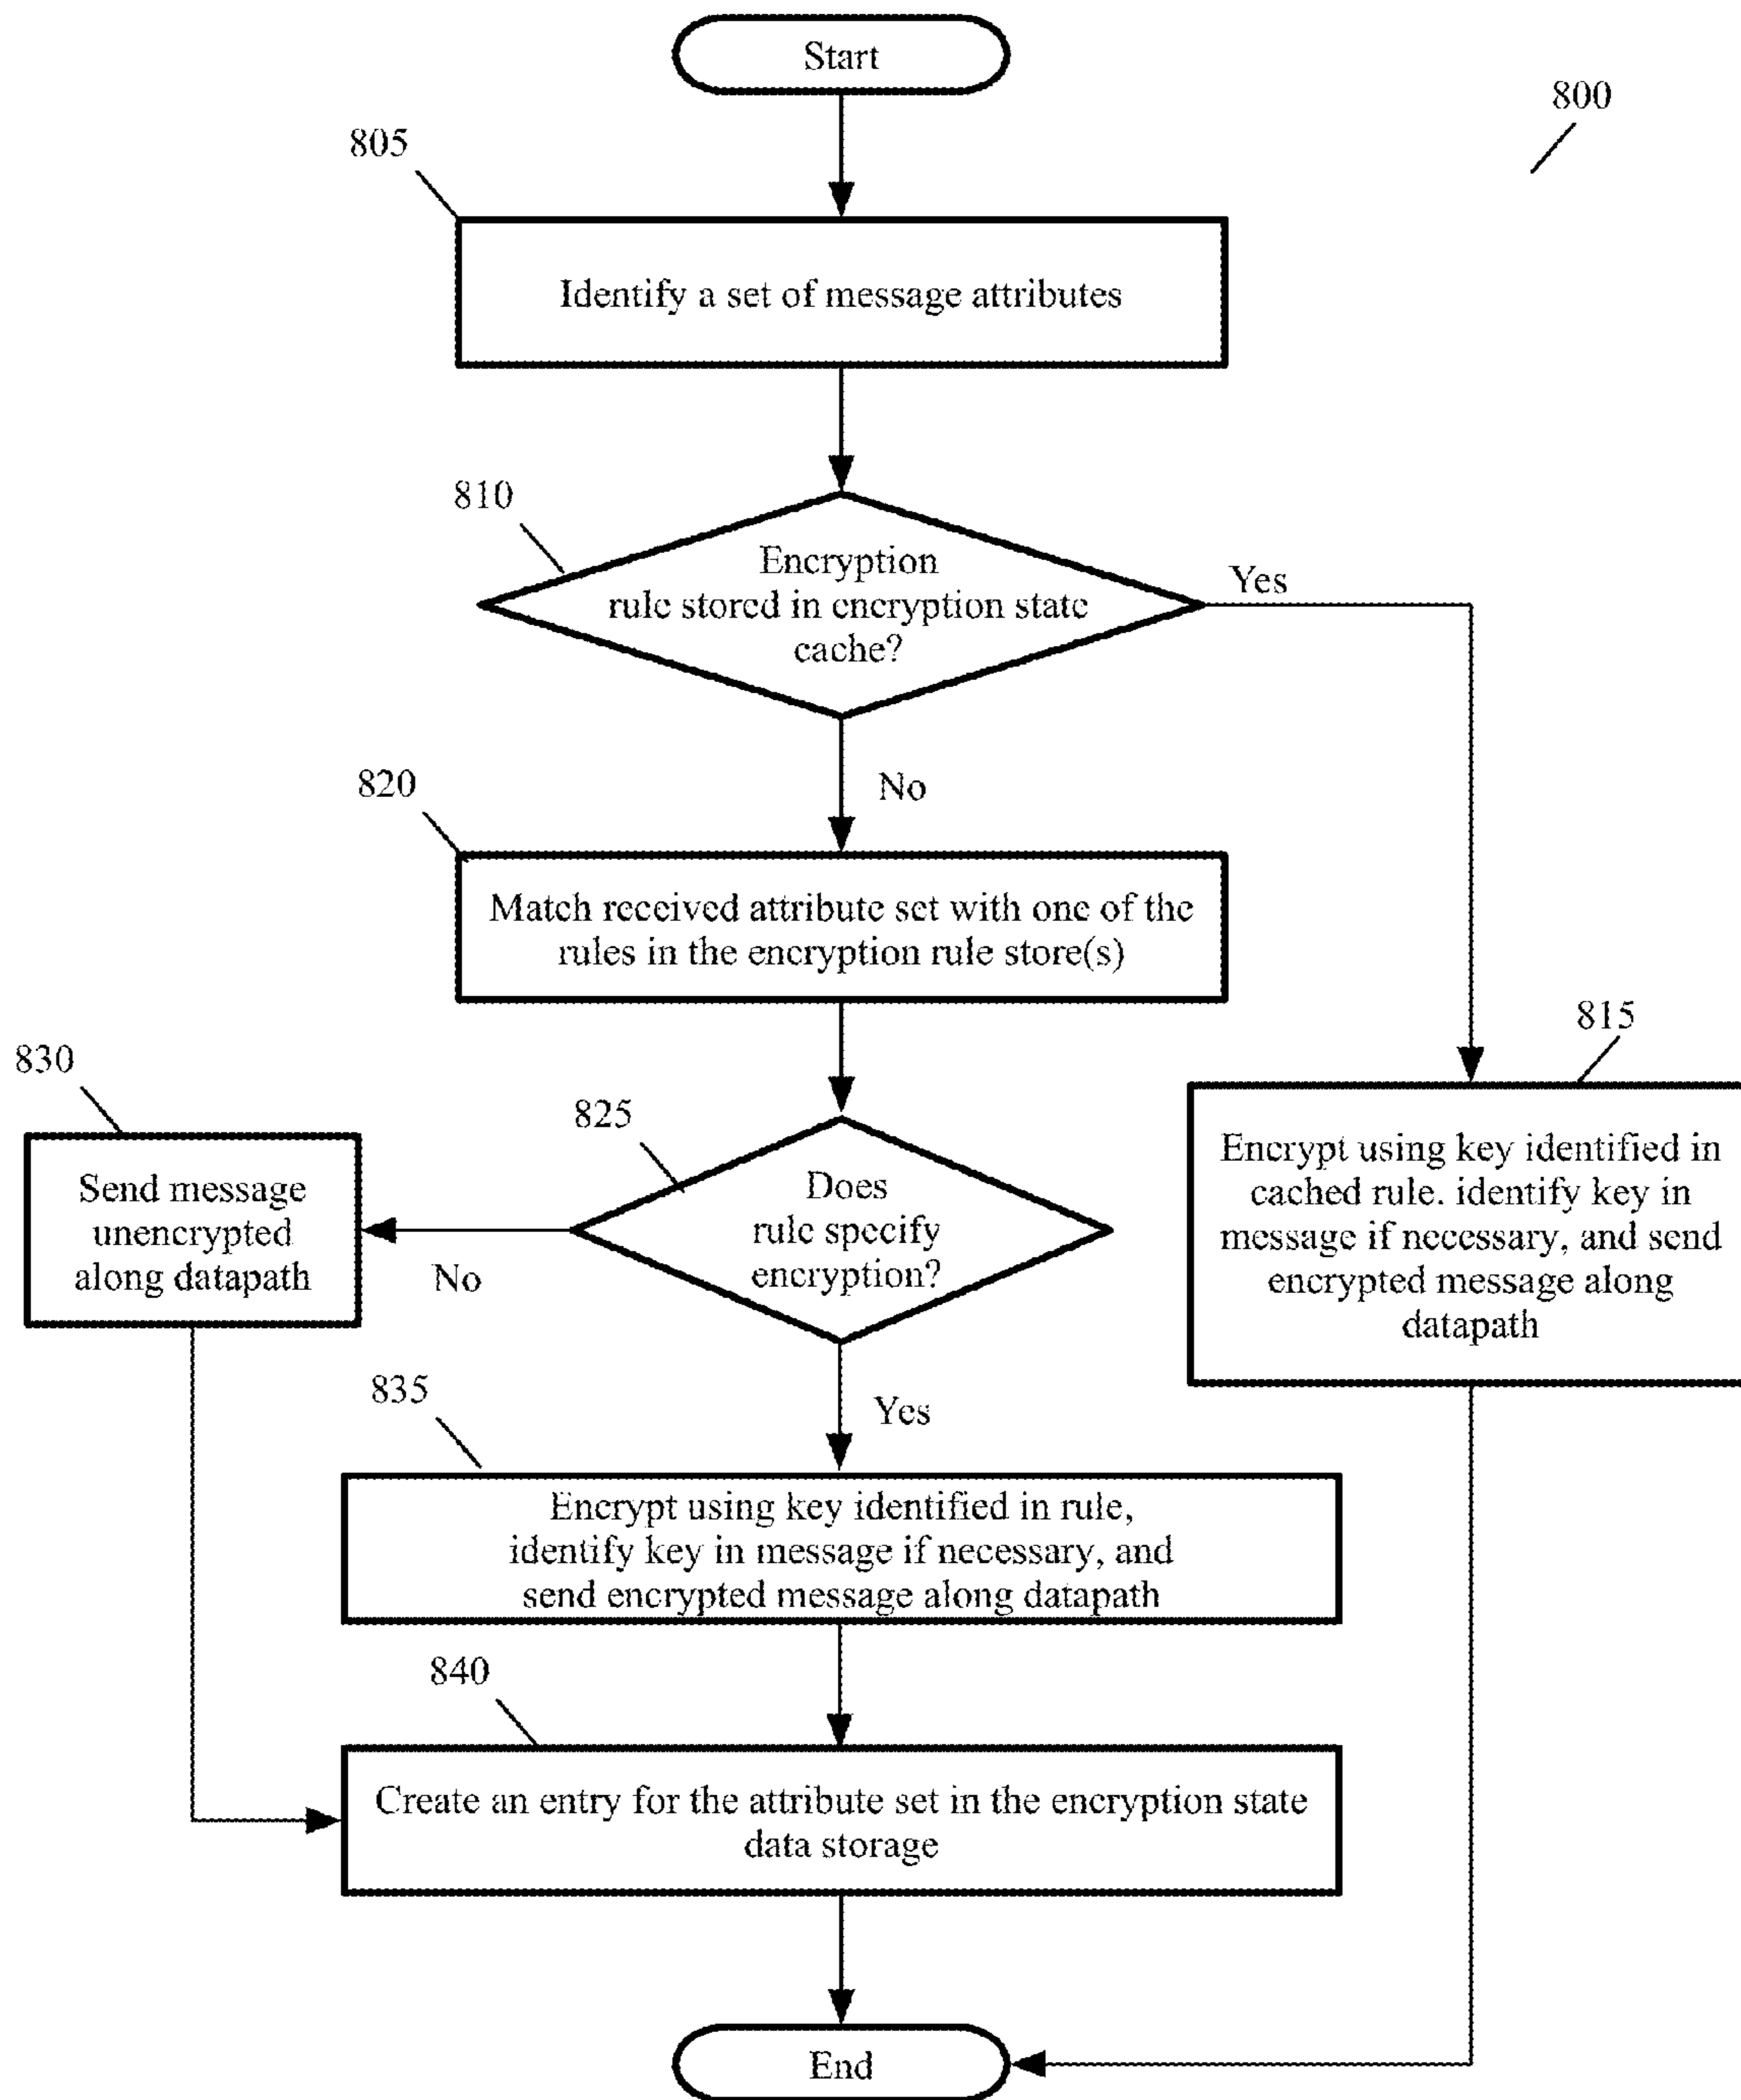 Start
800
805
Identify a set of message attributes
810
Encryption
rule stored in encryption state
cache?
Yes
No
820
Match received attribute set with one of the
rules in the encryption rule store(s)
815
Encrypt using key identified in
cached rule. identify key in
message if necessary, and send
encrypted message along
datapath
830
Send message
unencrypted
along datapath
825
Does
rule specify
encryption?
No
Yes
835
Encrypt using key identified in rule,
identify key in message if necessary, and
send encrypted message along datapath
840
Create an entry for the attribute set in the encryption state
data storage
End